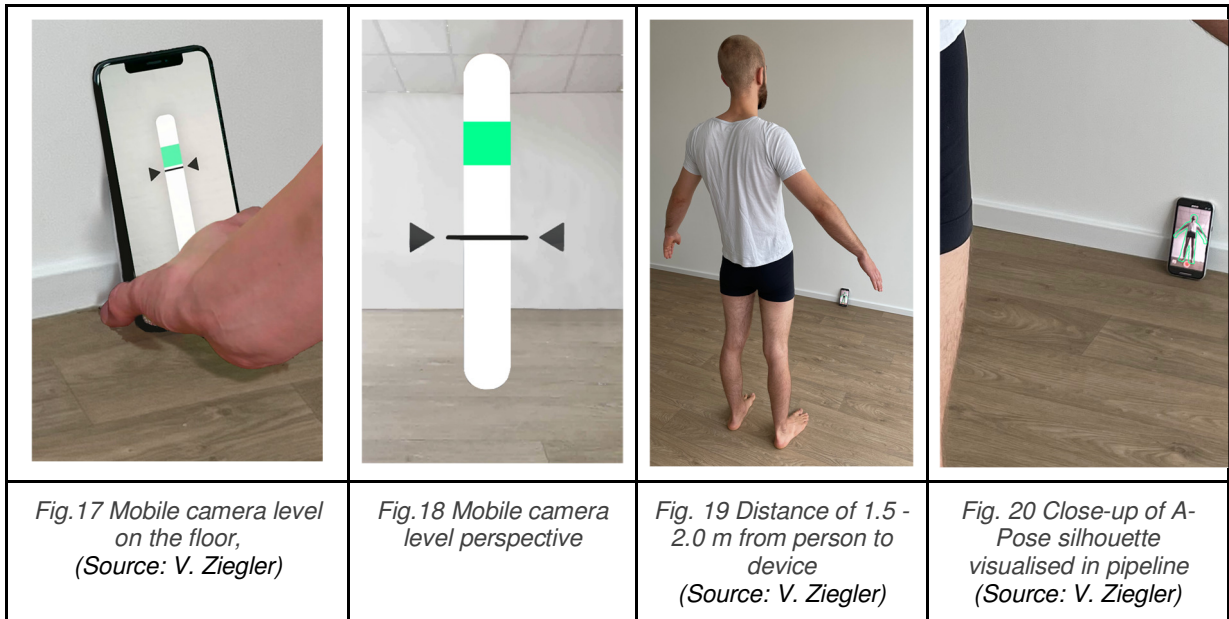 Fig.17 Mobile camera level
on the floor,
(Source: V. Ziegler)
Fig.18 Mobile camera
level perspective
Fig. 19 Distance of 1.5 -
2.0 m from person to
device
(Source: V. Ziegler)
Fig. 20 Close-up of A-
Pose silhouette
visualised in pipeline
(Source: V. Ziegler)